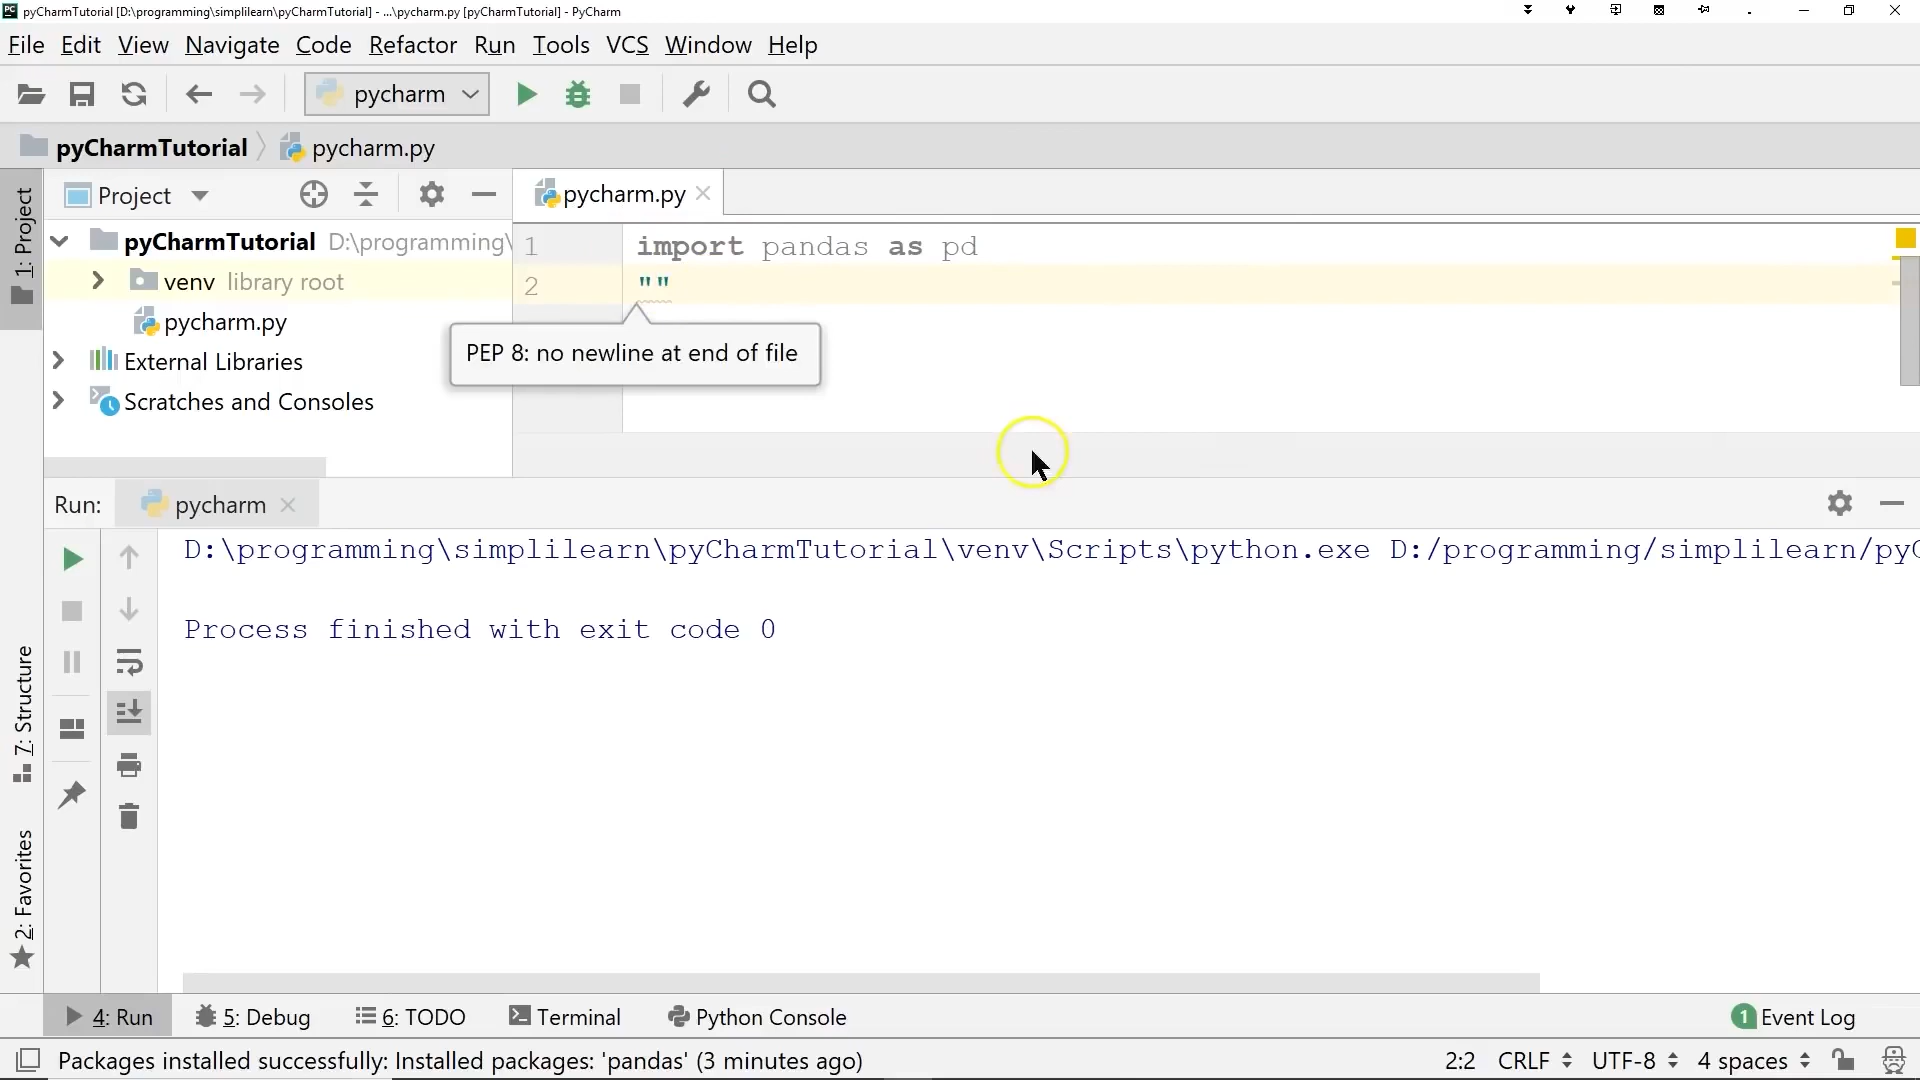 pyCharmTutorial [D:\programming\simplilearn\pyCharmTutorial] - ...\pycharm.py [pyCharmTutorial] - PyCharm
File Edit View Navigate Code Refactor Run Tools VCS Window Help
pycharm
pyCharmTutorial pycharm.py
1: Project
Project
pycharm.py
pyCharmTutorial D:\programming\
1 import pandas as pd
venv library root
2 ""
pycharm.py
PEP 8: no newline at end of file
External Libraries
Scratches and Consoles
Run: pycharm
D:\programming\simplilearn\pyCharmTutorial\venv\Scripts\python.exe D:/programming/simplilearn/pyC
Process finished with exit code 0
7: Structure
2: Favorites
4: Run 5: Debug 6: TODO Terminal Python Console 1 Event Log
Packages installed successfully: Installed packages: 'pandas' (3 minutes ago) 2:2 CRLF UTF-8 4 spaces